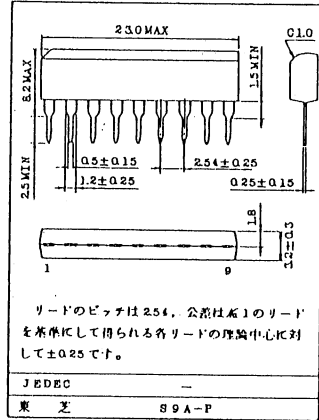 23.0MAX
C1.0
8.2MAX
1.5MIN
2.5MIN
0.5±0.15
2.54±0.25
1.2±0.25
0.25±0.15
1.8
3.2±0.3
1 9
リードのピッチは2.54，公差は№1のリード
を基準にして得られる各リードの理論中心に対
して±0.25です。
JEDEC —
東芝 S9A-P